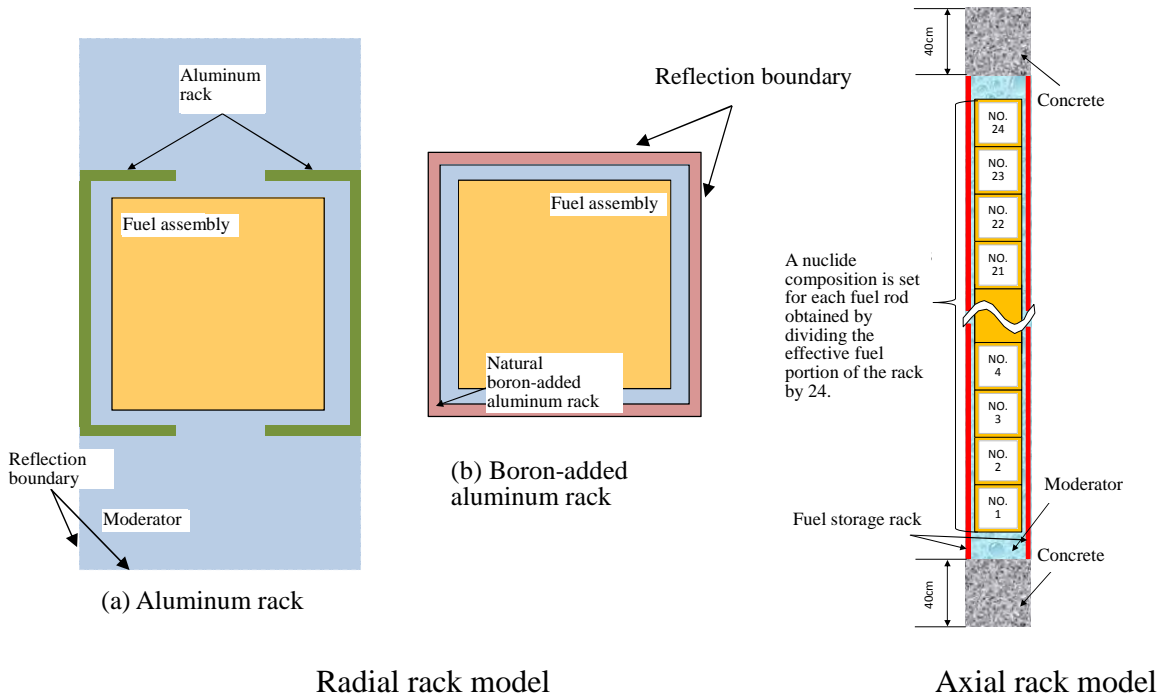 Aluminum
rack
Fuel assembly
Reflection
boundary
Moderator
(a) Aluminum rack
Reflection boundary
Fuel assembly
Natural
boron-added
aluminum rack
(b) Boron-added
aluminum rack
Radial rack model
40cm
Concrete
NO.
24
NO.
23
NO.
22
NO.
21
A nuclide
composition is set
for each fuel rod
obtained by
dividing the
effective fuel
portion of the rack
by 24.
NO.
4
NO.
3
NO.
2
NO.
1
Moderator
Fuel storage rack
Concrete
40cm
Axial rack model